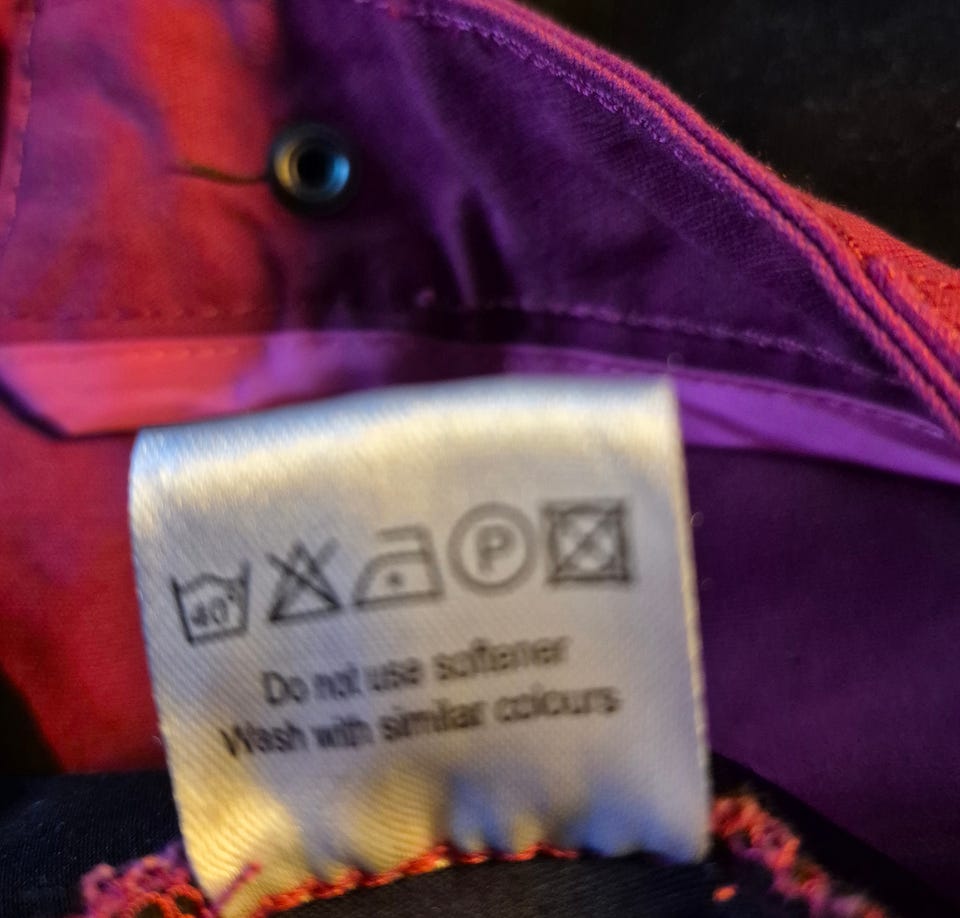 40° P
Do not use softener
Wash with similar colours